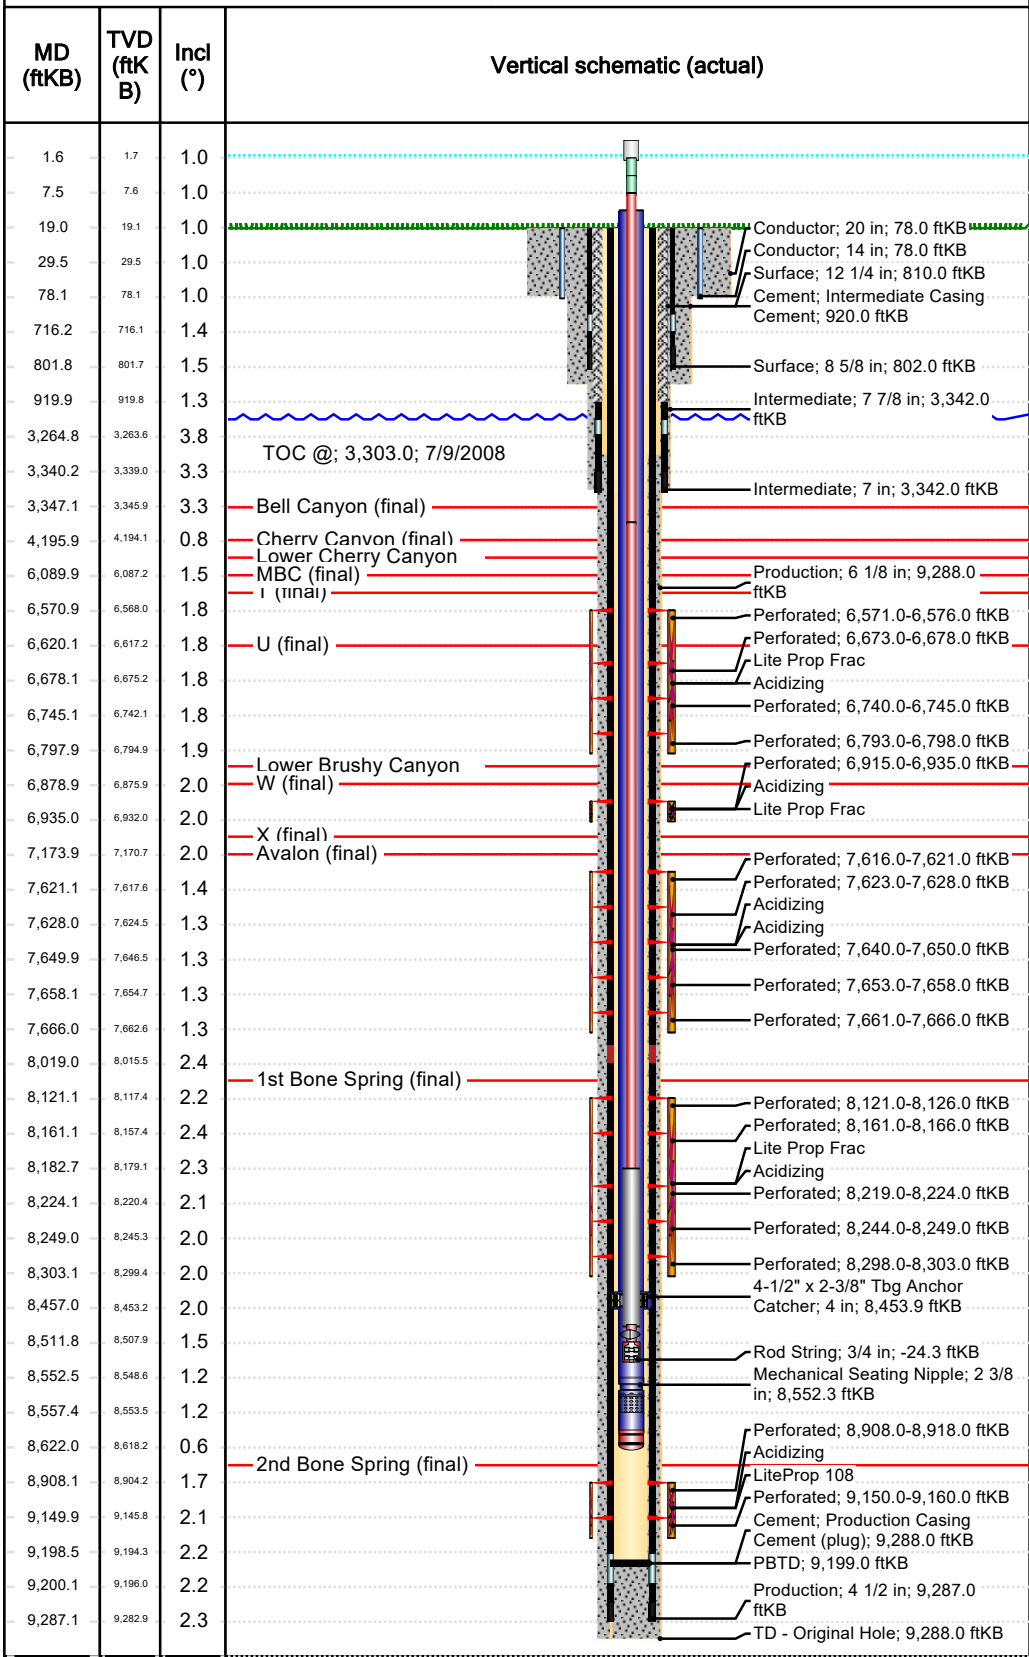 MD (ftKB)
TVD (ftK B)
Incl (°)
Vertical schematic (actual)
1.6 1.7 1.0
7.5 7.6 1.0
19.0 19.1 1.0
29.5 29.5 1.0
78.1 78.1 1.0
716.2 716.1 1.4
801.8 801.7 1.5
919.9 919.8 1.3
3,264.8 3,263.6 3.8
3,340.2 3,339.0 3.3
3,347.1 3,345.9 3.3
4,195.9 4,194.1 0.8
6,089.9 6,087.2 1.5
6,570.9 6,568.0 1.8
6,620.1 6,617.2 1.8
6,678.1 6,675.2 1.8
6,745.1 6,742.1 1.8
6,797.9 6,794.9 1.9
6,878.9 6,875.9 2.0
6,935.0 6,932.0 2.0
7,173.9 7,170.7 2.0
7,621.1 7,617.6 1.4
7,628.0 7,624.5 1.3
7,649.9 7,646.5 1.3
7,658.1 7,654.7 1.3
7,666.0 7,662.6 1.3
8,019.0 8,015.5 2.4
8,121.1 8,117.4 2.2
8,161.1 8,157.4 2.4
8,182.7 8,179.1 2.3
8,224.1 8,220.4 2.1
8,249.0 8,245.3 2.0
8,303.1 8,299.4 2.0
8,457.0 8,453.2 2.0
8,511.8 8,507.9 1.5
8,552.5 8,548.6 1.2
8,557.4 8,553.5 1.2
8,622.0 8,618.2 0.6
8,908.1 8,904.2 1.7
9,149.9 9,145.8 2.1
9,198.5 9,194.3 2.2
9,200.1 9,196.0 2.2
9,287.1 9,282.9 2.3
TOC @; 3,303.0; 7/9/2008
Bell Canyon (final)
Cherry Canyon (final)
Lower Cherry Canyon
MBC (final)
T (final)
U (final)
Lower Brushy Canyon
W (final)
X (final)
Avalon (final)
1st Bone Spring (final)
2nd Bone Spring (final)
Conductor; 20 in; 78.0 ftKB
Conductor; 14 in; 78.0 ftKB
Surface; 12 1/4 in; 810.0 ftKB
Cement; Intermediate Casing
Cement; 920.0 ftKB
Surface; 8 5/8 in; 802.0 ftKB
Intermediate; 7 7/8 in; 3,342.0
ftKB
Intermediate; 7 in; 3,342.0 ftKB
Production; 6 1/8 in; 9,288.0
ftKB
Perforated; 6,571.0-6,576.0 ftKB
Perforated; 6,673.0-6,678.0 ftKB
Lite Prop Frac
Acidizing
Perforated; 6,740.0-6,745.0 ftKB
Perforated; 6,793.0-6,798.0 ftKB
Perforated; 6,915.0-6,935.0 ftKB
Acidizing
Lite Prop Frac
Perforated; 7,616.0-7,621.0 ftKB
Perforated; 7,623.0-7,628.0 ftKB
Acidizing
Acidizing
Perforated; 7,640.0-7,650.0 ftKB
Perforated; 7,653.0-7,658.0 ftKB
Perforated; 7,661.0-7,666.0 ftKB
Perforated; 8,121.0-8,126.0 ftKB
Perforated; 8,161.0-8,166.0 ftKB
Lite Prop Frac
Acidizing
Perforated; 8,219.0-8,224.0 ftKB
Perforated; 8,244.0-8,249.0 ftKB
Perforated; 8,298.0-8,303.0 ftKB
4-1/2" x 2-3/8" Tbg Anchor
Catcher; 4 in; 8,453.9 ftKB
Rod String; 3/4 in; -24.3 ftKB
Mechanical Seating Nipple; 2 3/8
in; 8,552.3 ftKB
Perforated; 8,908.0-8,918.0 ftKB
Acidizing
LiteProp 108
Perforated; 9,150.0-9,160.0 ftKB
Cement; Production Casing
Cement (plug); 9,288.0 ftKB
PBTD; 9,199.0 ftKB
Production; 4 1/2 in; 9,287.0
ftKB
TD - Original Hole; 9,288.0 ftKB